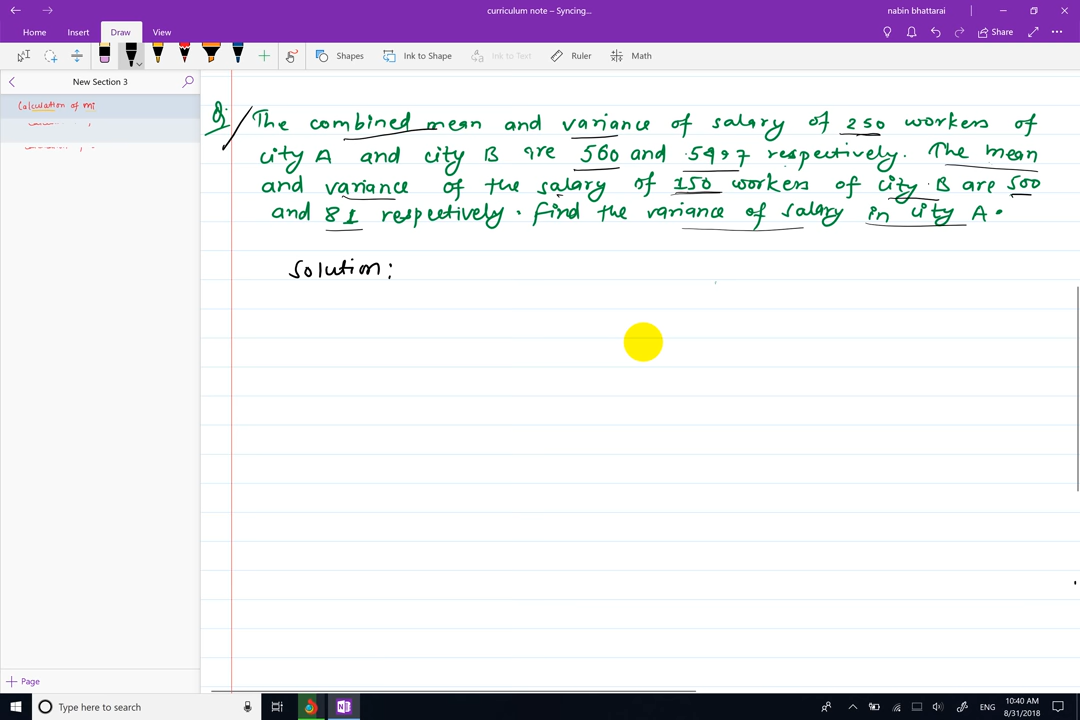 curriculum note – Syncing...
nabin bhattarai
Home Insert Draw View
Share
Shapes Ink to Shape Ink to Text Ruler Math
New Section 3
Calculation of mi
Q. The combined mean and variance of salary of 250 workers of
city A and city B are 560 and 5497 respectively. The mean
and variance of the salary of 150 workers of city B are 500
and 81 respectively. find the variance of salary in city A.
Solution:
Page
Type here to search
ENG
10:40 AM
8/31/2018